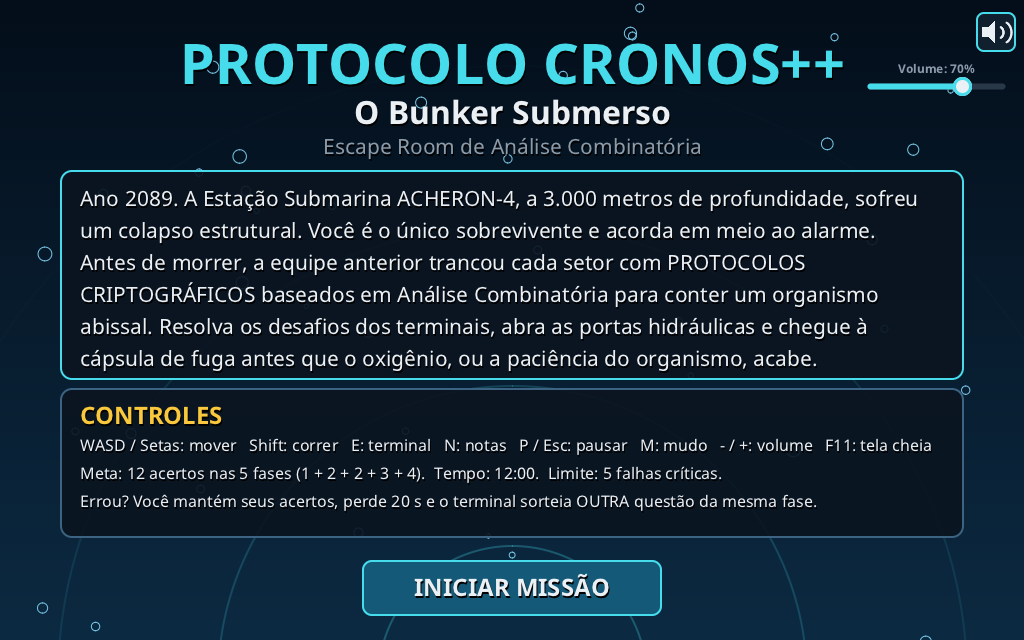 PROTOCOLO CRONOS++
Volume: 70%
O Bunker Submerso
Escape Room de Análise Combinatória
Ano 2089. A Estação Submarina ACHERON-4, a 3.000 metros de profundidade, sofreu
um colapso estrutural. Você é o único sobrevivente e acorda em meio ao alarme.
Antes de morrer, a equipe anterior trancou cada setor com PROTOCOLOS
CRIPTOGRÁFICOS baseados em Análise Combinatória para conter um organismo
abissal. Resolva os desafios dos terminais, abra as portas hidráulicas e chegue à
cápsula de fuga antes que o oxigênio, ou a paciência do organismo, acabe.
CONTROLES
WASD / Setas: mover Shift: correr E: terminal N: notas P / Esc: pausar M: mudo - / +: volume F11: tela cheia
Meta: 12 acertos nas 5 fases (1 + 2 + 2 + 3 + 4). Tempo: 12:00. Limite: 5 falhas críticas.
Errou? Você mantém seus acertos, perde 20 s e o terminal sorteia OUTRA questão da mesma fase.
INICIAR MISSÃO